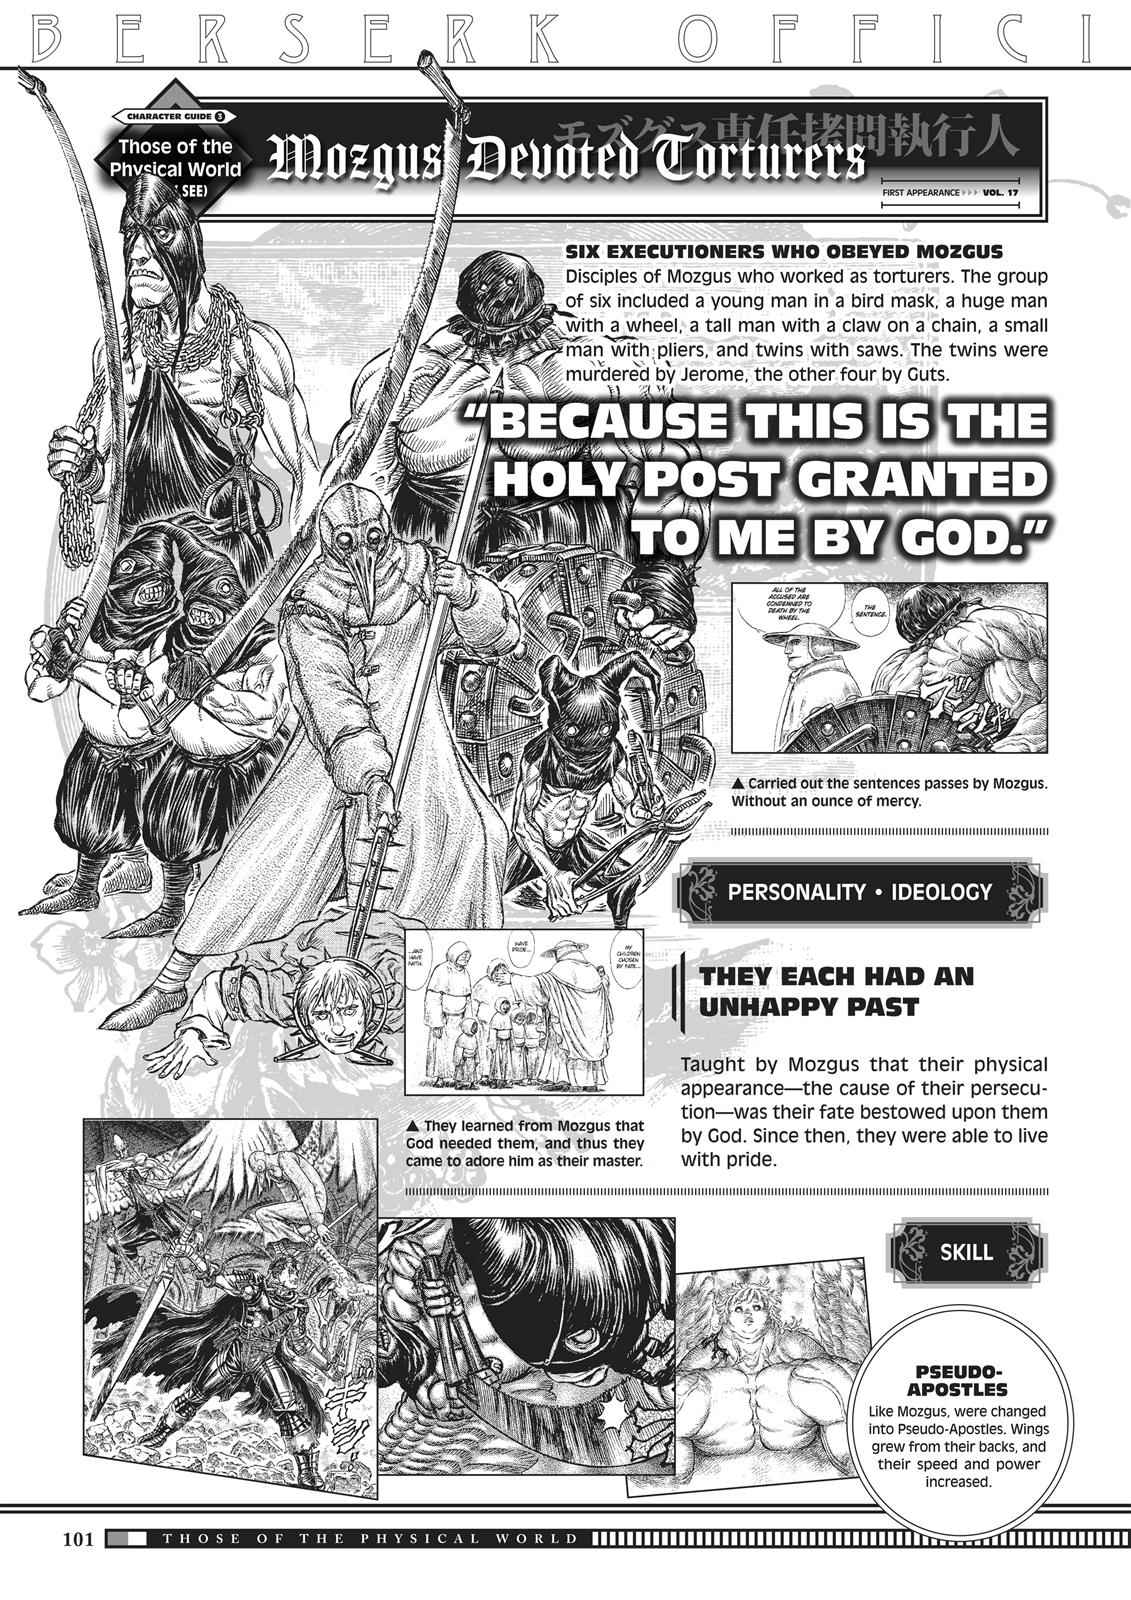 BERSERK OFFICI
CHARACTER GUIDE 3
Those of the
Physical World
SEE)
モズグス専任拷問執行人
Mozgus' Devoted Torturers
FIRST APPEARANCE ▷▷▷ VOL. 17
SIX EXECUTIONERS WHO OBEYED MOZGUS
Disciples of Mozgus who worked as torturers. The group
of six included a young man in a bird mask, a huge man
with a wheel, a tall man with a claw on a chain, a small
man with pliers, and twins with saws. The twins were
murdered by Jerome, the other four by Guts.
“BECAUSE THIS IS THE
HOLY POST GRANTED
TO ME BY GOD.”
ALL OF THE
ACCUSED ARE
CONDEMNED TO
DEATH BY THE
WHEEL.
THE
SENTENCE.
▲ Carried out the sentences passes by Mozgus.
Without an ounce of mercy.
PERSONALITY • IDEOLOGY
THEY EACH HAD AN
UNHAPPY PAST
Taught by Mozgus that their physical
appearance—the cause of their persecu-
tion—was their fate bestowed upon them
by God. Since then, they were able to live
with pride.
MY
CHILDREN
CHOSEN
BY FATE...
HAVE
PRIDE...
...AND
HAVE
FAITH.
▲ They learned from Mozgus that
God needed them, and thus they
came to adore him as their master.
SKILL
PSEUDO-
APOSTLES
Like Mozgus, were changed
into Pseudo-Apostles. Wings
grew from their backs, and
their speed and power
increased.
101 THOSE OF THE PHYSICAL WORLD